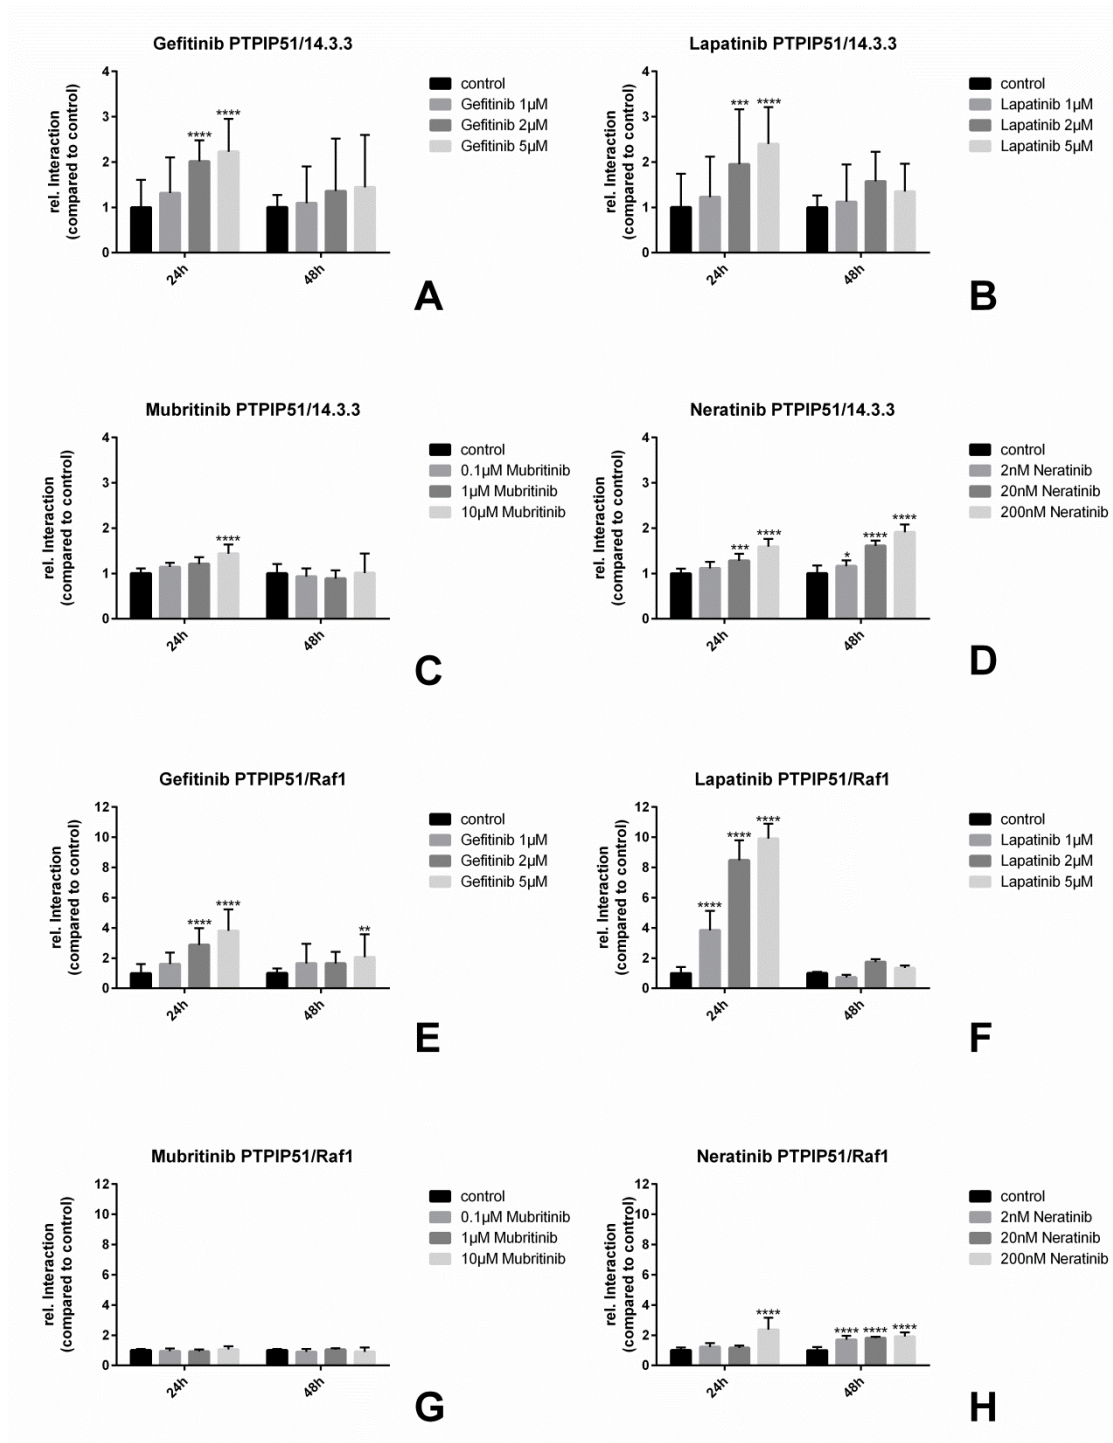 Gefitinib PTPIP51/14.3.3
rel. Interaction
(compared to control)
4
3
2
1
0
**** ****
24h
48h
control
Gefitinib 1µM
Gefitinib 2µM
Gefitinib 5µM
A
Lapatinib PTPIP51/14.3.3
rel. Interaction
(compared to control)
4
3
2
1
0
*** ****
24h
48h
control
Lapatinib 1µM
Lapatinib 2µM
Lapatinib 5µM
B
Mubritinib PTPIP51/14.3.3
rel. Interaction
(compared to control)
4
3
2
1
0
****
24h
48h
control
0.1µM Mubritinib
1µM Mubritinib
10µM Mubritinib
C
Neratinib PTPIP51/14.3.3
rel. Interaction
(compared to control)
4
3
2
1
0
*** **** * **** ****
24h
48h
control
2nM Neratinib
20nM Neratinib
200nM Neratinib
D
Gefitinib PTPIP51/Raf1
rel. Interaction
(compared to control)
12
10
8
6
4
2
0
**** **** **
24h
48h
control
Gefitinib 1µM
Gefitinib 2µM
Gefitinib 5µM
E
Lapatinib PTPIP51/Raf1
rel. Interaction
(compared to control)
12
10
8
6
4
2
0
**** **** ****
24h
48h
control
Lapatinib 1µM
Lapatinib 2µM
Lapatinib 5µM
F
Mubritinib PTPIP51/Raf1
rel. Interaction
(compared to control)
12
10
8
6
4
2
0
24h
48h
control
0.1µM Mubritinib
1µM Mubritinib
10µM Mubritinib
G
Neratinib PTPIP51/Raf1
rel. Interaction
(compared to control)
12
10
8
6
4
2
0
**** **** **** ****
24h
48h
control
2nM Neratinib
20nM Neratinib
200nM Neratinib
H